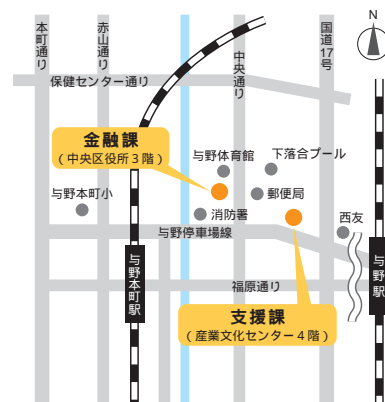 本町通り
赤山通り
中央通り
国道17号
N
保健センター通り
金融課
（中央区役所3階）
与野体育館
下落合プール
与野本町小
郵便局
消防署
西友
与野停車場線
与野本町駅
与野駅
福原通り
支援課
（産業文化センター4階）